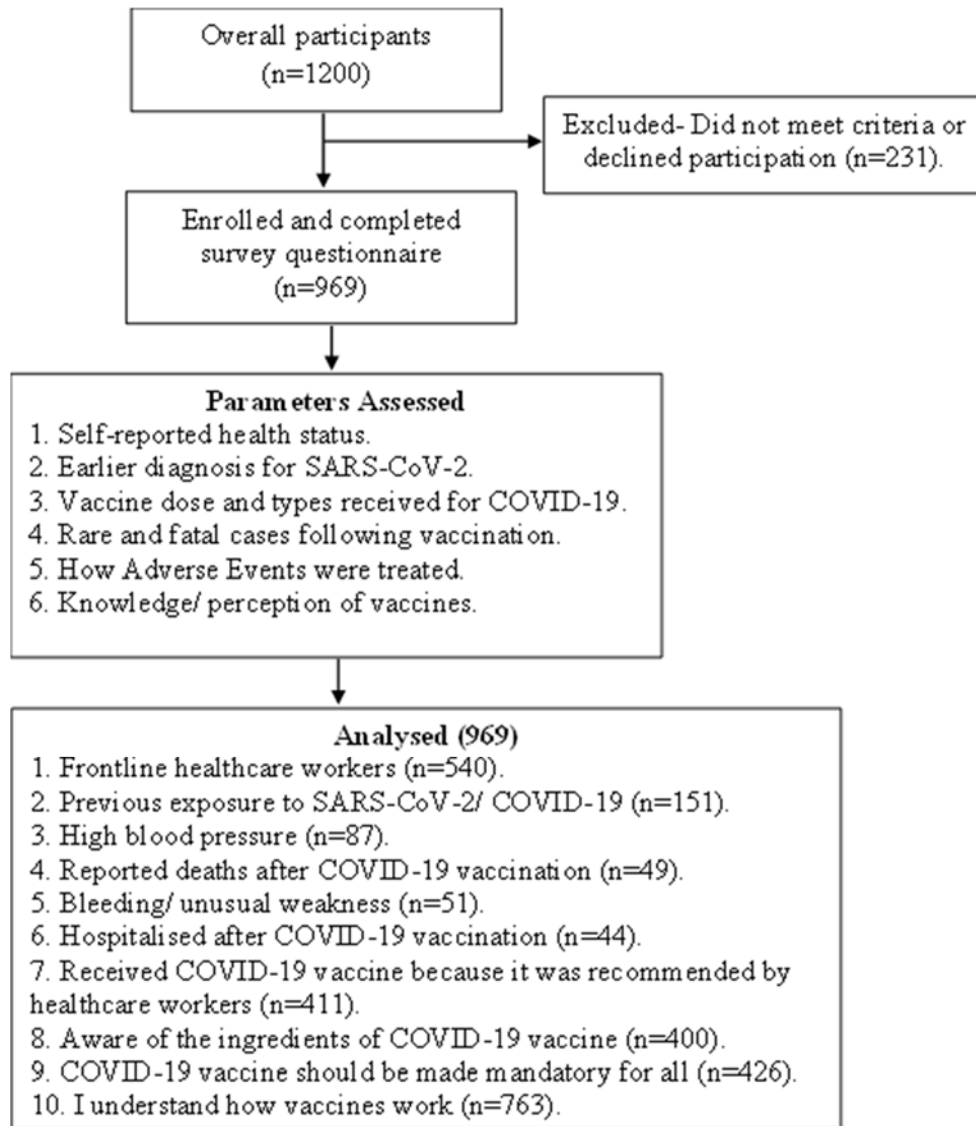 Overall participants
(n=1200)
Excluded- Did not meet criteria or
declined participation (n=231).
Enrolled and completed
survey questionnaire
(n=969)
Parameters Assessed
1. Self-reported health status.
2. Earlier diagnosis for SARS-CoV-2.
3. Vaccine dose and types received for COVID-19.
4. Rare and fatal cases following vaccination.
5. How Adverse Events were treated.
6. Knowledge/ perception of vaccines.
Analysed (969)
1. Frontline healthcare workers (n=540).
2. Previous exposure to SARS-CoV-2/ COVID-19 (n=151).
3. High blood pressure (n=87).
4. Reported deaths after COVID-19 vaccination (n=49).
5. Bleeding/ unusual weakness (n=51).
6. Hospitalised after COVID-19 vaccination (n=44).
7. Received COVID-19 vaccine because it was recommended by
healthcare workers (n=411).
8. Aware of the ingredients of COVID-19 vaccine (n=400).
9. COVID-19 vaccine should be made mandatory for all (n=426).
10. I understand how vaccines work (n=763).